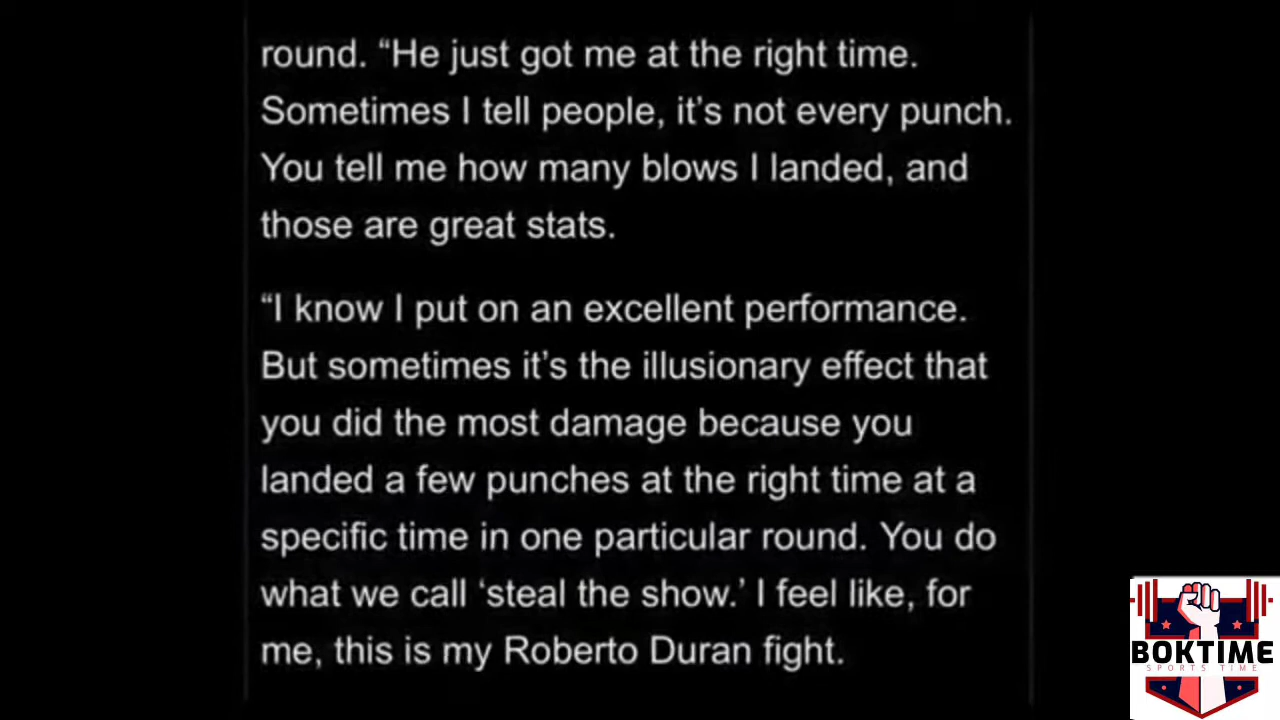 round. “He just got me at the right time.
Sometimes I tell people, it’s not every punch.
You tell me how many blows I landed, and
those are great stats.
“I know I put on an excellent performance.
But sometimes it’s the illusionary effect that
you did the most damage because you
landed a few punches at the right time at a
specific time in one particular round. You do
what we call ‘steal the show.’ I feel like, for
me, this is my Roberto Duran fight.
BOKTIME
SPORTS TIME